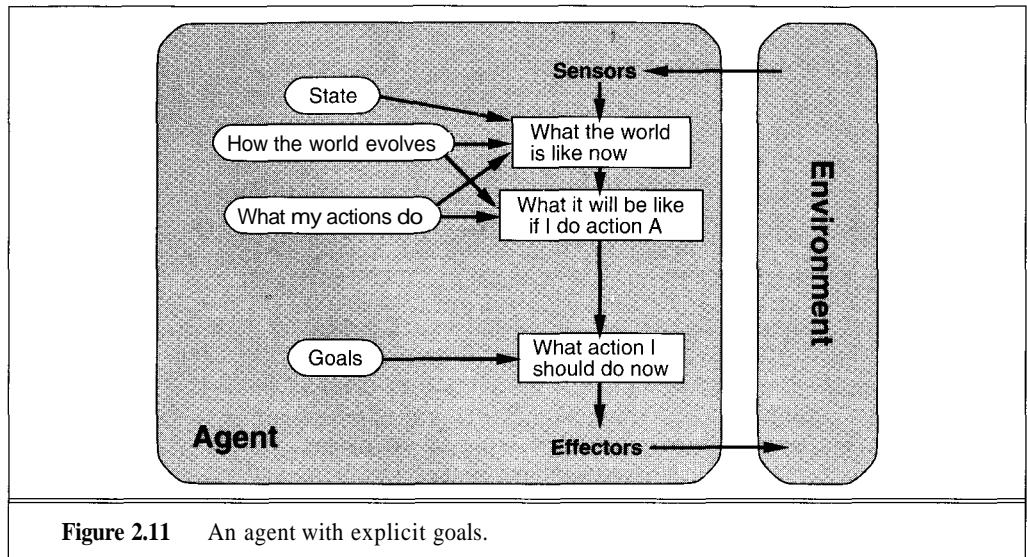 Sensors
State
What the world
is like now
How the world evolves
What my actions do
What it will be like
if I do action A
Environment
Goals
What action I
should do now
Agent
Effectors
Figure 2.11 An agent with explicit goals.